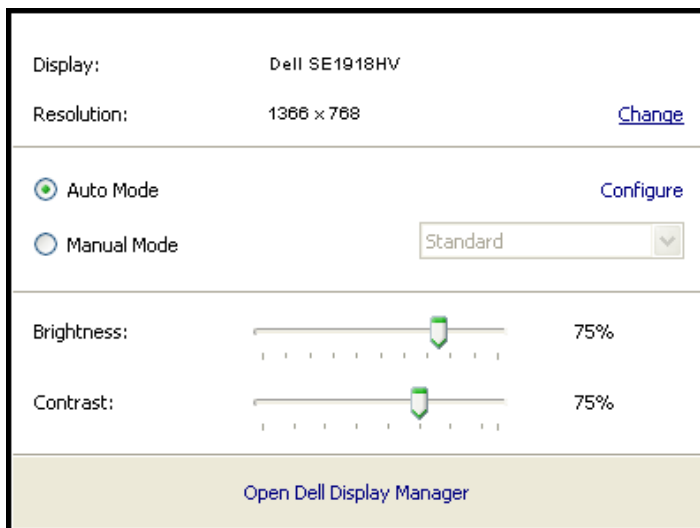 Display: Dell SE1918HV
Resolution: 1366 x 768 Change
Auto Mode Configure
Manual Mode Standard
Brightness: 75%
Contrast: 75%
Open Dell Display Manager